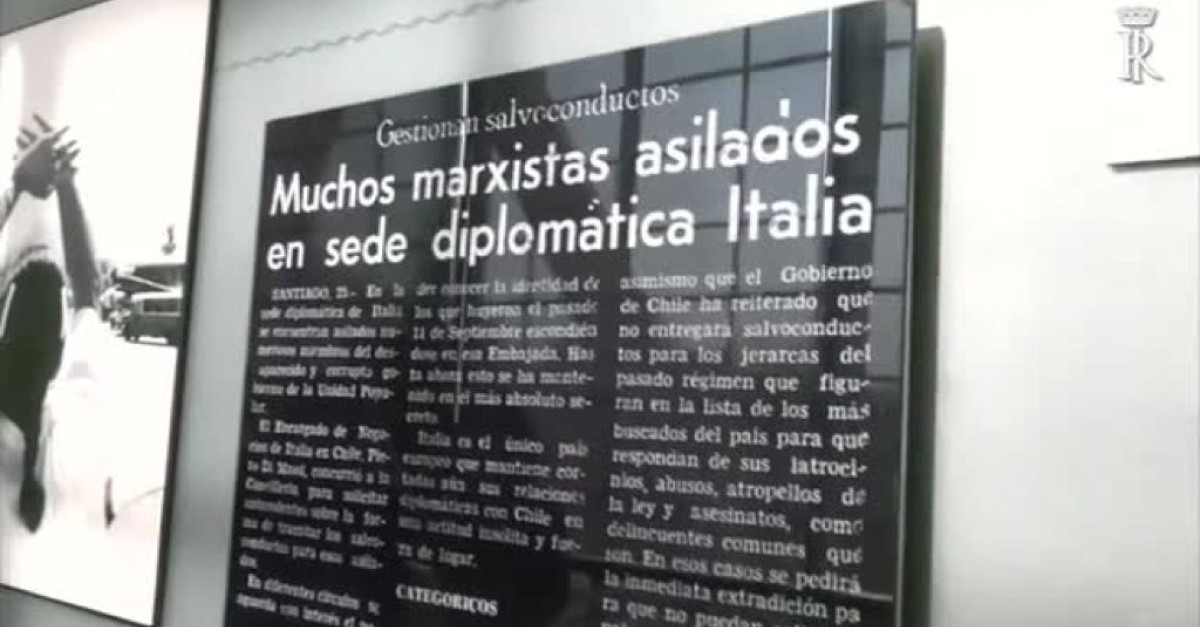 Gestionan salvoconductos
Muchos marxistas asilados
en sede diplomática Italia
SANTIAGO, 25.- En la
sede diplomática de Italia
se encuentran asilados nu-
merosos miembros del des-
aparecido y corrupto go-
bierno de la Unidad Popu-
lar.
El Encargado de Nego-
cios de Italia en Chile, Pie-
tro Di Masi, concurrió a la
Cancillería para solicitar
antecedentes sobre la for-
ma de tramitar los salvo-
conductos para esos asila-
dos.
En diferentes círculos se
aguarda con interés el
conocer la identidad de
los que huyeron el pasado
11 de Septiembre escondién
dose en esa Embajada. Has
ta ahora esto se ha mante-
nido en el más absoluto se-
creto.
Italia es el único país
europeo que mantiene cor-
tadas aún sus relaciones
diplomáticas con Chile en
una actitud insólita y fue-
ra de lugar.
CATEGORICOS
asimismo que el Gobierno
de Chile ha reiterado que
no entregará salvoconduc-
tos para los jerarcas del
pasado régimen que figu-
ran en la lista de los más
buscados del país para que
respondan de sus latroci-
nios, abusos, atropellos de
la ley y asesinatos, como
delincuentes comunes que
son. En esos casos se pedirá
la inmediata extradición pa
ra que no puedan